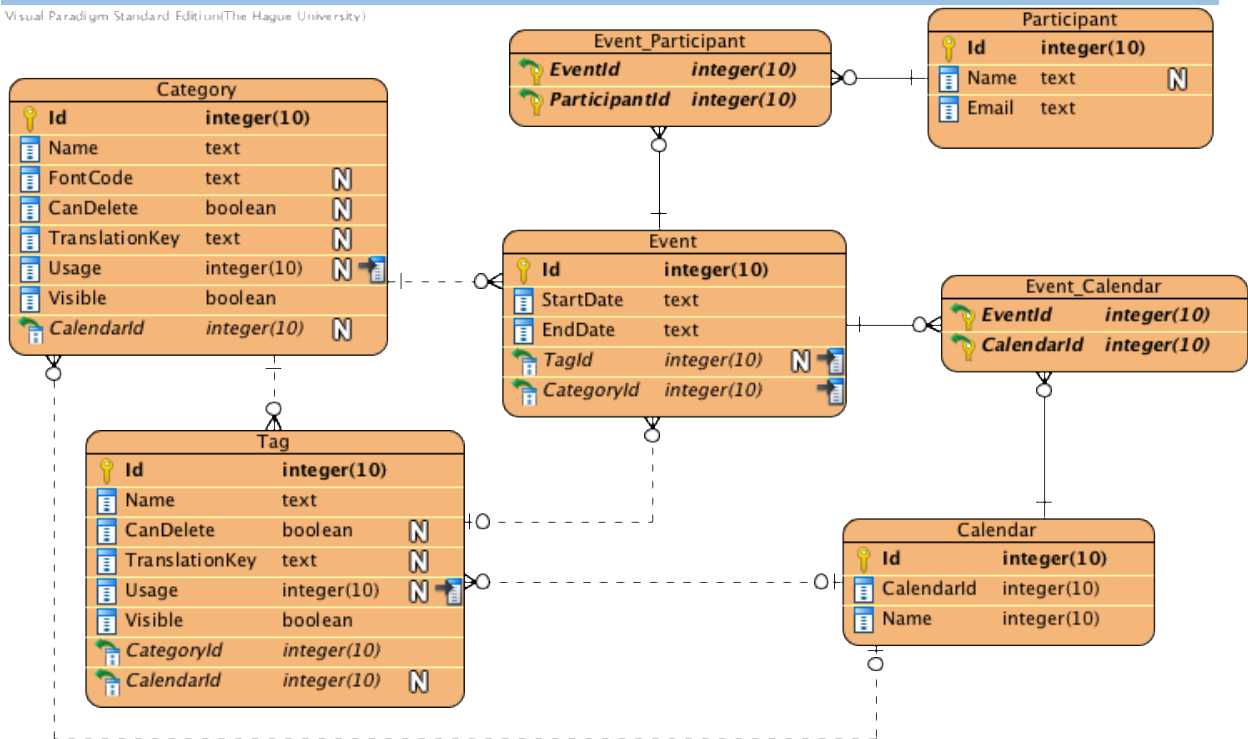 Visual Paradigm Standard Edition(The Hague University)
Category
Id integer(10)
Name text
FontCode text N
CanDelete boolean N
TranslationKey text N
Usage integer(10) N
Visible boolean
CalendarId integer(10) N
Event_Participant
EventId integer(10)
ParticipantId integer(10)
Participant
Id integer(10)
Name text N
Email text
Event
Id integer(10)
StartDate text
EndDate text
TagId integer(10) N
CategoryId integer(10)
Event_Calendar
EventId integer(10)
CalendarId integer(10)
Tag
Id integer(10)
Name text
CanDelete boolean N
TranslationKey text N
Usage integer(10) N
Visible boolean
CategoryId integer(10)
CalendarId integer(10) N
Calendar
Id integer(10)
CalendarId integer(10)
Name integer(10)